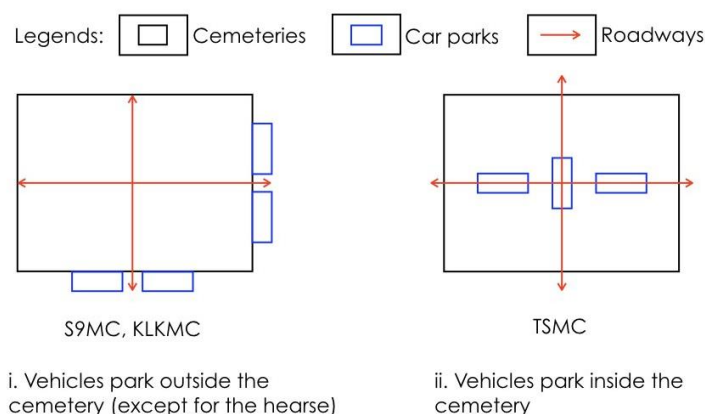 Legends: Cemeteries Car parks Roadways
S9MC, KLKMC
TSMC
i. Vehicles park outside the
cemetery (except for the hearse)
ii. Vehicles park inside the
cemetery